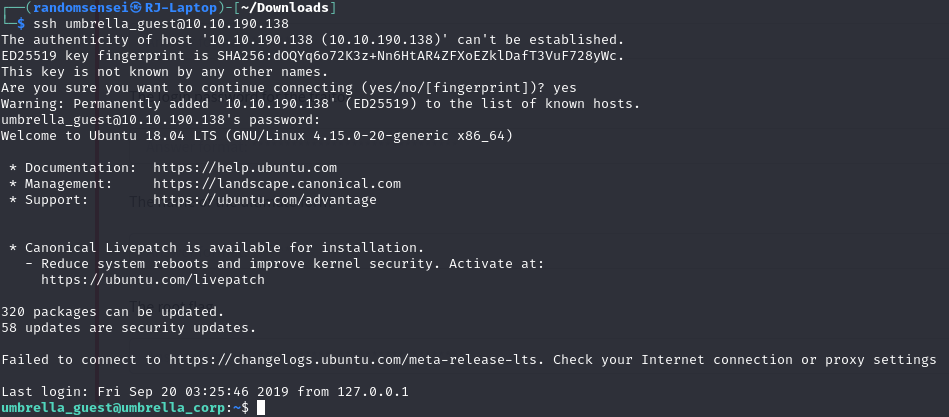 ┌──(randomsensei㉿RJ-Laptop)-[~/Downloads]
└─$ ssh umbrella_guest@10.10.190.138
The authenticity of host '10.10.190.138 (10.10.190.138)' can't be established.
ED25519 key fingerprint is SHA256:dOQYq6o72K3z+Nn6HtAR4ZFXoEZklDafT3VuF728yWc.
This key is not known by any other names.
Are you sure you want to continue connecting (yes/no/[fingerprint])? yes
Warning: Permanently added '10.10.190.138' (ED25519) to the list of known hosts.
umbrella_guest@10.10.190.138's password:
Welcome to Ubuntu 18.04 LTS (GNU/Linux 4.15.0-20-generic x86_64)
 * Documentation:  https://help.ubuntu.com
 * Management:     https://landscape.canonical.com
 * Support:        https://ubuntu.com/advantage
 * Canonical Livepatch is available for installation.
   - Reduce system reboots and improve kernel security. Activate at:
     https://ubuntu.com/livepatch
320 packages can be updated.
58 updates are security updates.
Failed to connect to https://changelogs.ubuntu.com/meta-release-lts. Check your Internet connection or proxy settings
Last login: Fri Sep 20 03:25:46 2019 from 127.0.0.1
umbrella_guest@umbrella_corp:~$